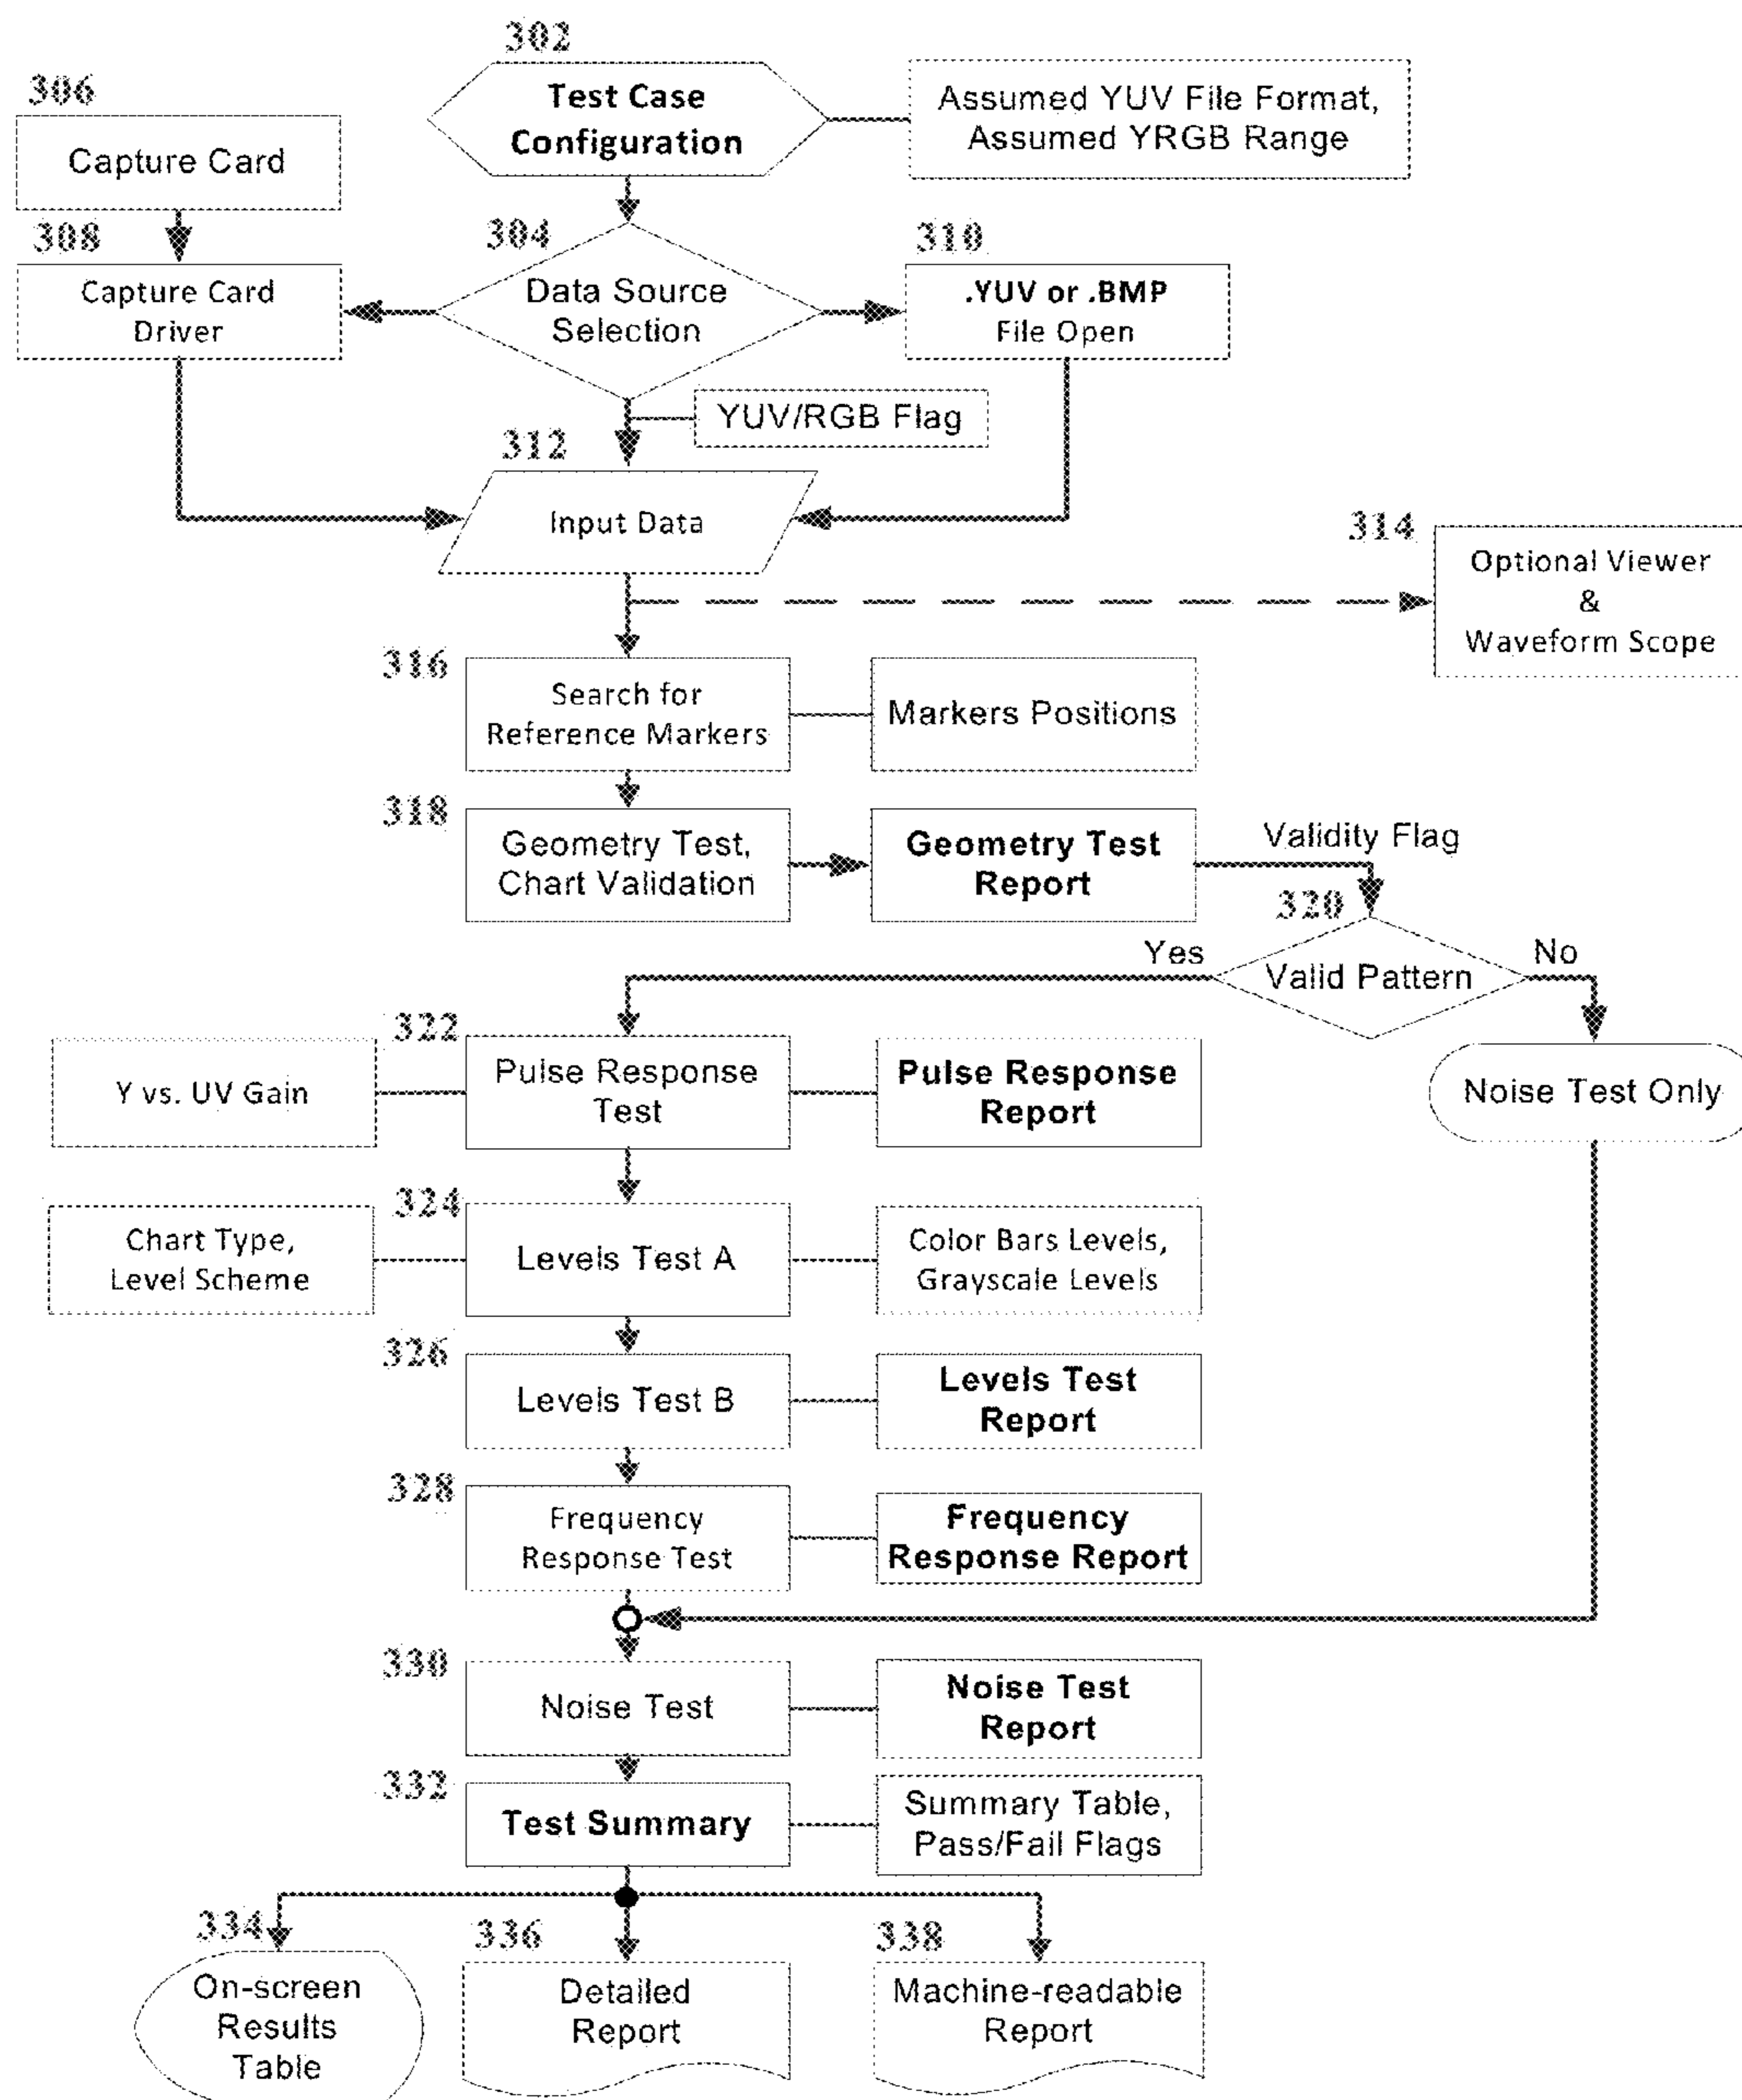 302
Test Case
Configuration
Assumed YUV File Format,
Assumed YRGB Range
306
Capture Card
308
Capture Card
Driver
304
Data Source
Selection
310
.YUV or .BMP
File Open
YUV/RGB Flag
312
Input Data
314
Optional Viewer
&
Waveform Scope
316
Search for
Reference Markers
Markers Positions
318
Geometry Test,
Chart Validation
Geometry Test
Report
Validity Flag
320
Valid Pattern
Yes
No
322
Y vs. UV Gain
Pulse Response
Test
Pulse Response
Report
Noise Test Only
324
Chart Type,
Level Scheme
Levels Test A
Color Bars Levels,
Grayscale Levels
326
Levels Test B
Levels Test
Report
328
Frequency
Response Test
Frequency
Response Report
330
Noise Test
Noise Test
Report
332
Test Summary
Summary Table,
Pass/Fail Flags
334
On-screen
Results
Table
336
Detailed
Report
338
Machine-readable
Report